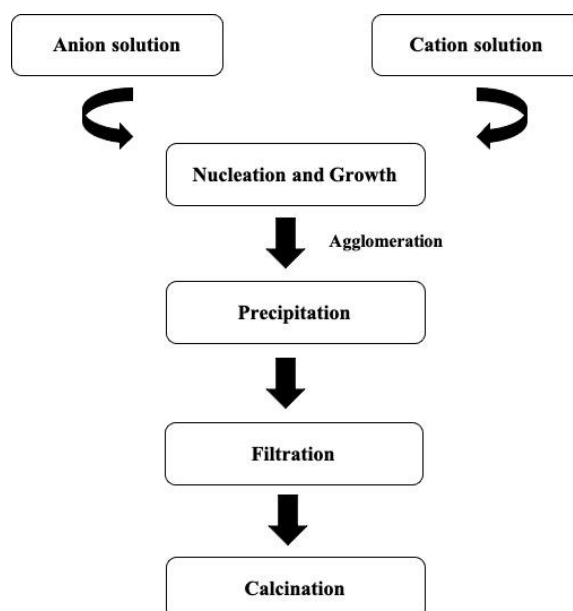 Anion solution
Cation solution
Nucleation and Growth
Agglomeration
Precipitation
Filtration
Calcination